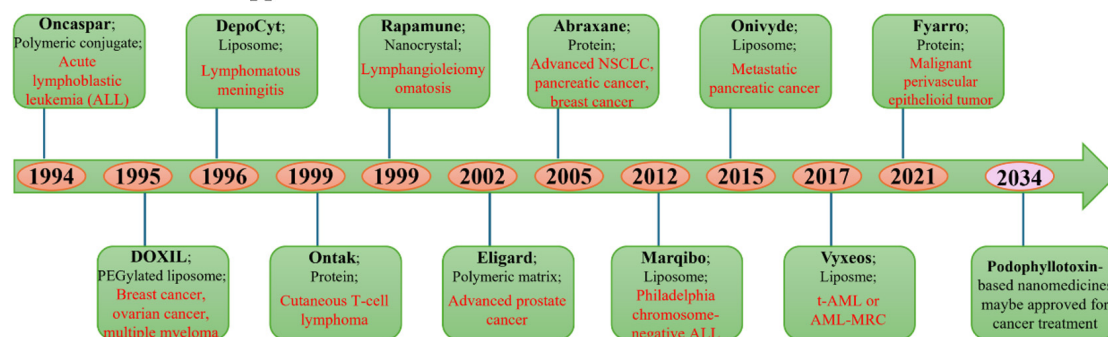 Oncaspar;
Polymeric conjugate;
Acute
lymphoblastic
leukemia (ALL)
DepoCyt;
Liposome;
Lymphomatous
meningitis
Rapamune;
Nanocrystal;
Lymphangioleiomy
omatosis
Abraxane;
Protein;
Advanced NSCLC,
pancreatic cancer,
breast cancer
Onivyde;
Liposome;
Metastatic
pancreatic cancer
Fyarro;
Protein;
Malignant
perivascular
epithelioid tumor
1994 1995 1996 1999 1999 2002 2005 2012 2015 2017 2021 2034
DOXIL;
PEGylated liposome;
Breast cancer,
ovarian cancer,
multiple myeloma
Ontak;
Protein;
Cutaneous T-cell
lymphoma
Eligard;
Polymeric matrix;
Advanced prostate
cancer
Marqibo;
Liposome;
Philadelphia
chromosome-
negative ALL
Vyxeos;
Liposme;
t-AML or
AML-MRC
Podophyllotoxin-
based nanomedicines
maybe approved for
cancer treatment